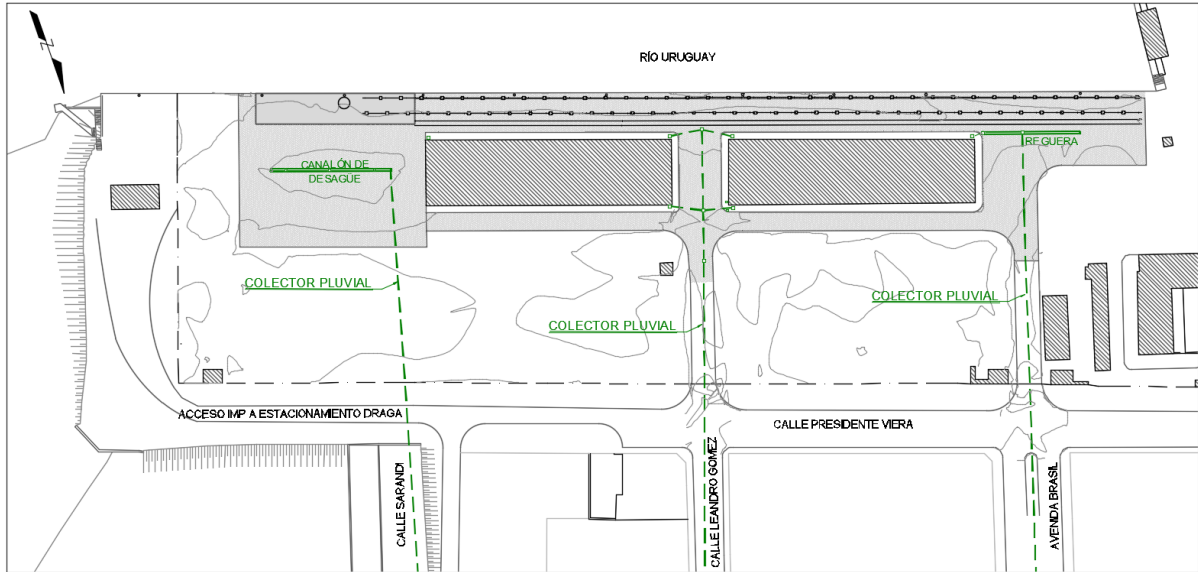 N
RÍO URUGUAY
CANALÓN DE
DESAGÜE
REGUERA
COLECTOR PLUVIAL
COLECTOR PLUVIAL
COLECTOR PLUVIAL
ACCESO IMP A ESTACIONAMIENTO DRAGA
CALLE PRESIDENTE VIERA
CALLE SARANDI
CALLE LEANDRO GOMEZ
AVENIDA BRASIL